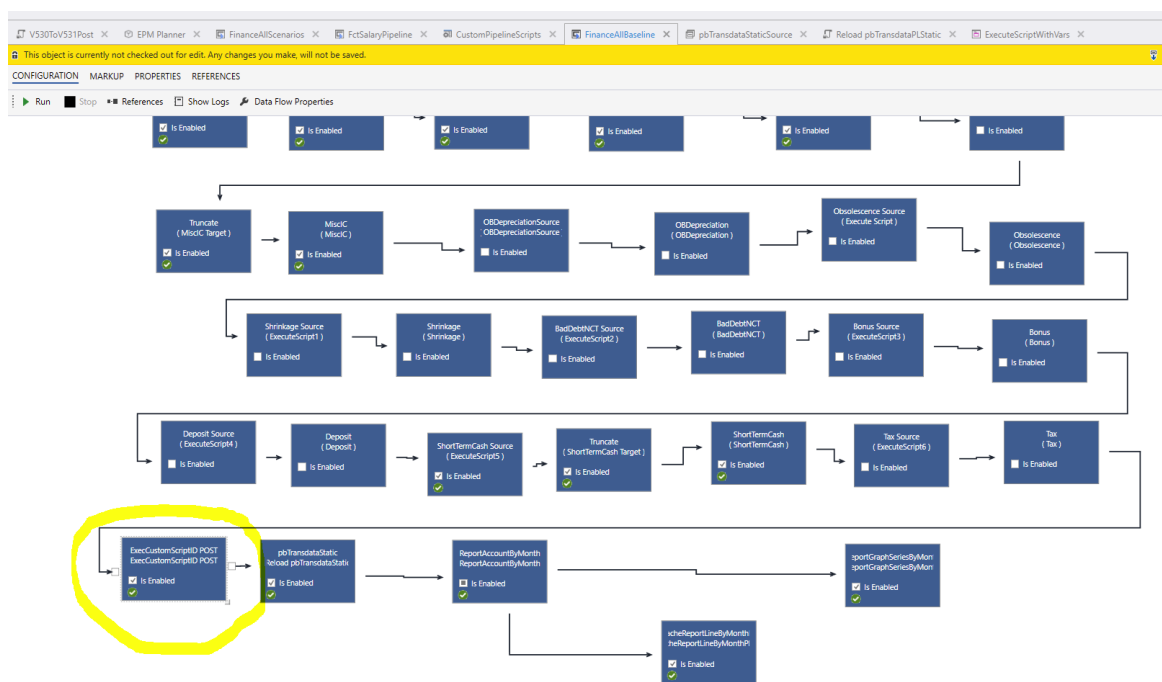 V530ToV531Post
EPM Planner
FinanceAllScenarios
FctSalaryPipeline
CustomPipelineScripts
FinanceAllBaseline
pbTransdataStaticSource
Reload pbTransdataPLStatic
ExecuteScriptWithVars
This object is currently not checked out for edit. Any changes you make, will not be saved.
CONFIGURATION MARKUP PROPERTIES REFERENCES
Run Stop References Show Logs Data Flow Properties
Is Enabled
Is Enabled
Is Enabled
Is Enabled
Is Enabled
Is Enabled
Truncate
( MiscIC Target )
Is Enabled
MiscIC
( MiscIC )
Is Enabled
OBDepreciationSource
OBDepreciationSource
Is Enabled
OBDepreciation
( OBDepreciation )
Is Enabled
Obsolescence Source
( Execute Script )
Is Enabled
Obsolescence
( Obsolescence )
Is Enabled
Shrinkage Source
( ExecuteScript1 )
Is Enabled
Shrinkage
( Shrinkage )
Is Enabled
BadDebtNCT Source
( ExecuteScript2 )
Is Enabled
BadDebtNCT
( BadDebtNCT )
Is Enabled
Bonus Source
( ExecuteScript3 )
Is Enabled
Bonus
( Bonus )
Is Enabled
Deposit Source
( ExecuteScript4 )
Is Enabled
Deposit
( Deposit )
Is Enabled
ShortTermCash Source
( ExecuteScript5 )
Is Enabled
Truncate
( ShortTermCash Target )
Is Enabled
ShortTermCash
( ShortTermCash )
Is Enabled
Tax Source
( ExecuteScript6 )
Is Enabled
Tax
( Tax )
Is Enabled
ExecCustomScriptID POST
ExecCustomScriptID POST
Is Enabled
pbTransdataStatic
Reload pbTransdataStatic
Is Enabled
ReportAccountByMonth
ReportAccountByMonth
Is Enabled
eportGraphSeriesByMont
eportGraphSeriesByMont
Is Enabled
icheReportLineByMonth
heReportLineByMonthPl
Is Enabled